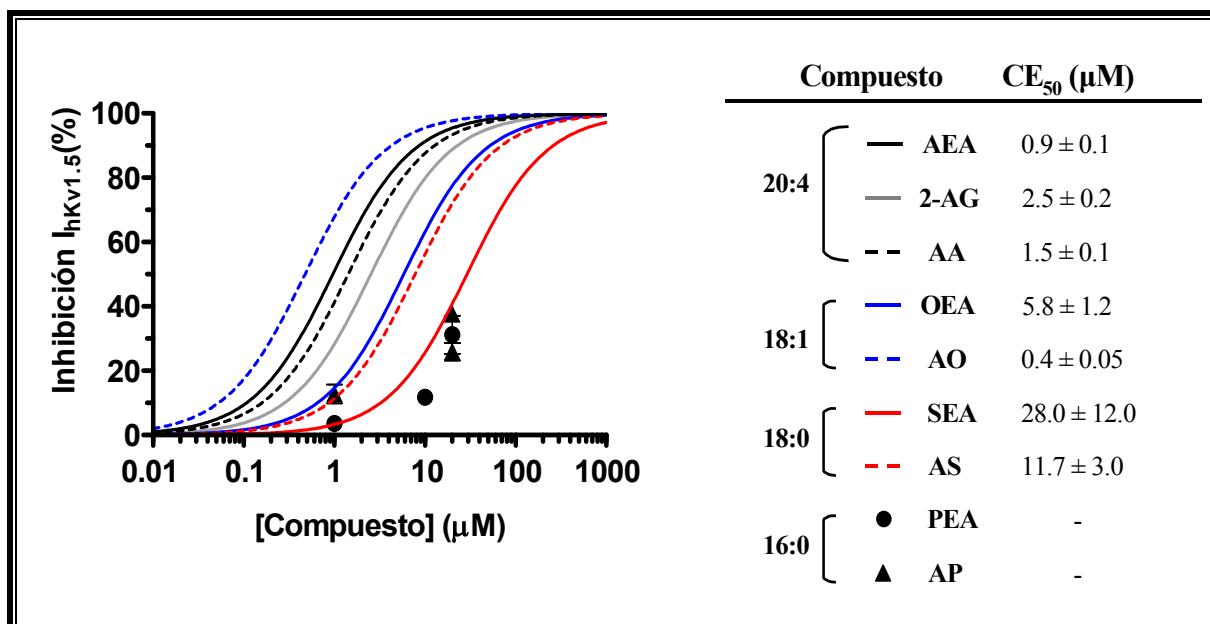 Inhibición I hKv1.5 (%)
100
80
60
40
20
0
0.01 0.1 1 10 100 1000
[Compuesto] (μM)
Compuesto CE50 (μM)
20:4
AEA 0.9 ± 0.1
2-AG 2.5 ± 0.2
AA 1.5 ± 0.1
18:1
OEA 5.8 ± 1.2
AO 0.4 ± 0.05
18:0
SEA 28.0 ± 12.0
AS 11.7 ± 3.0
16:0
PEA -
AP -